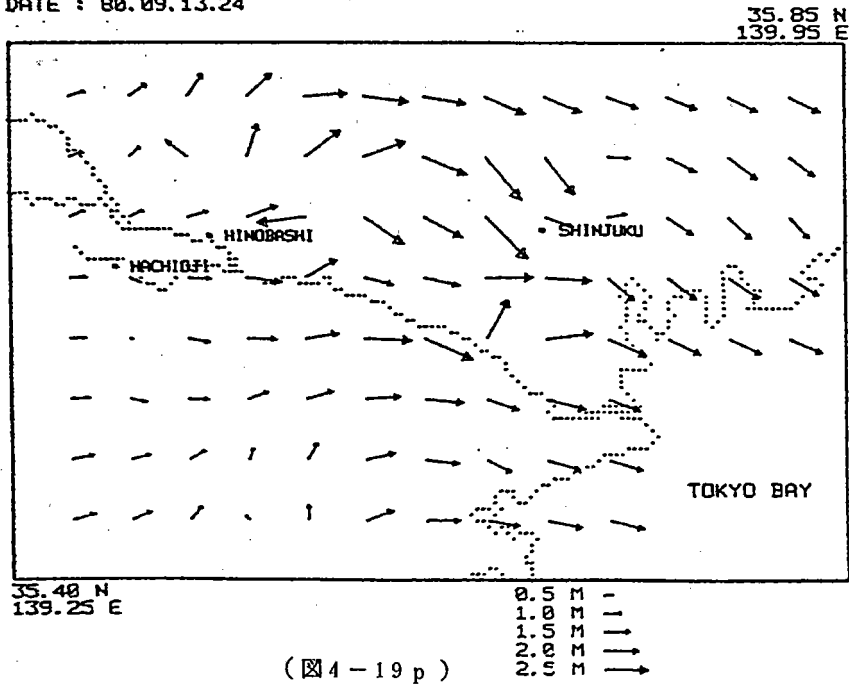 DATE : 80.09.13.24
35.85 N
139.95 E
HINOBASHI
SHINJUKU
HACHIOJI
TOKYO BAY
35.40 N
139.25 E
0.5 M
1.0 M
1.5 M
2.0 M
2.5 M
(図4-19p)